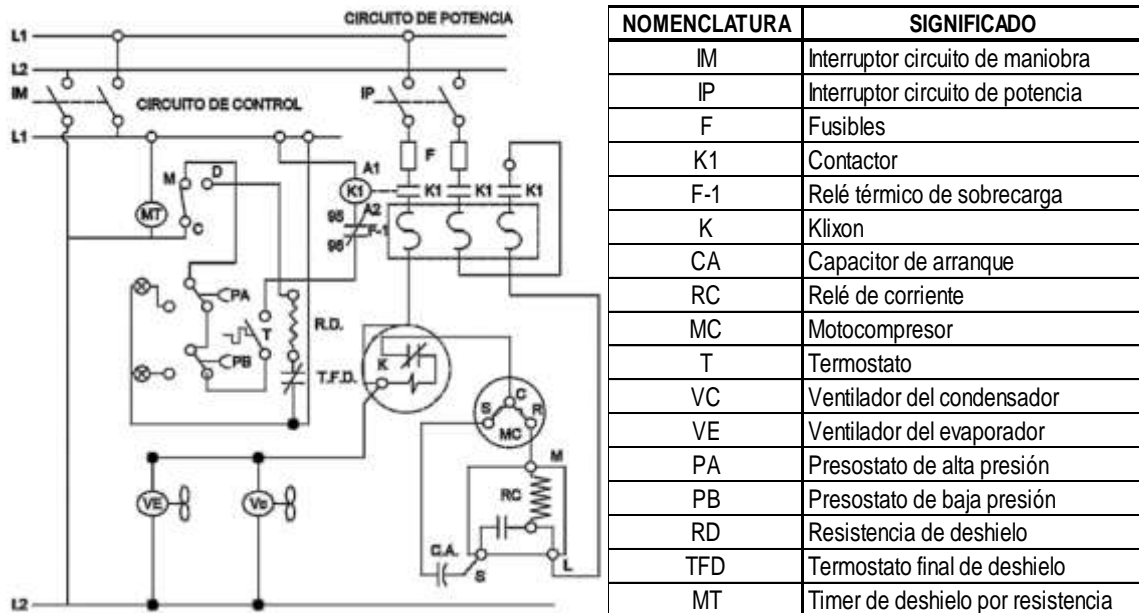 CIRCUITO DE POTENCIA
L1
L2
IM
CIRCUITO DE CONTROL
IP
L1
F
A1
M
D
K1
K1
K1
K1
MT
C
95
A2
F-1
96
PA
T
R.D.
PB
T.F.D.
K
C
S
R
MC
M
RC
VE
Vc
C.A.
S
L
L2
NOMENCLATURA SIGNIFICADO
IM Interruptor circuito de maniobra
IP Interruptor circuito de potencia
F Fusibles
K1 Contactor
F-1 Relé térmico de sobrecarga
K Klixon
CA Capacitor de arranque
RC Relé de corriente
MC Motocompresor
T Termostato
VC Ventilador del condensador
VE Ventilador del evaporador
PA Presostato de alta presión
PB Presostato de baja presión
RD Resistencia de deshielo
TFD Termostato final de deshielo
MT Timer de deshielo por resistencia